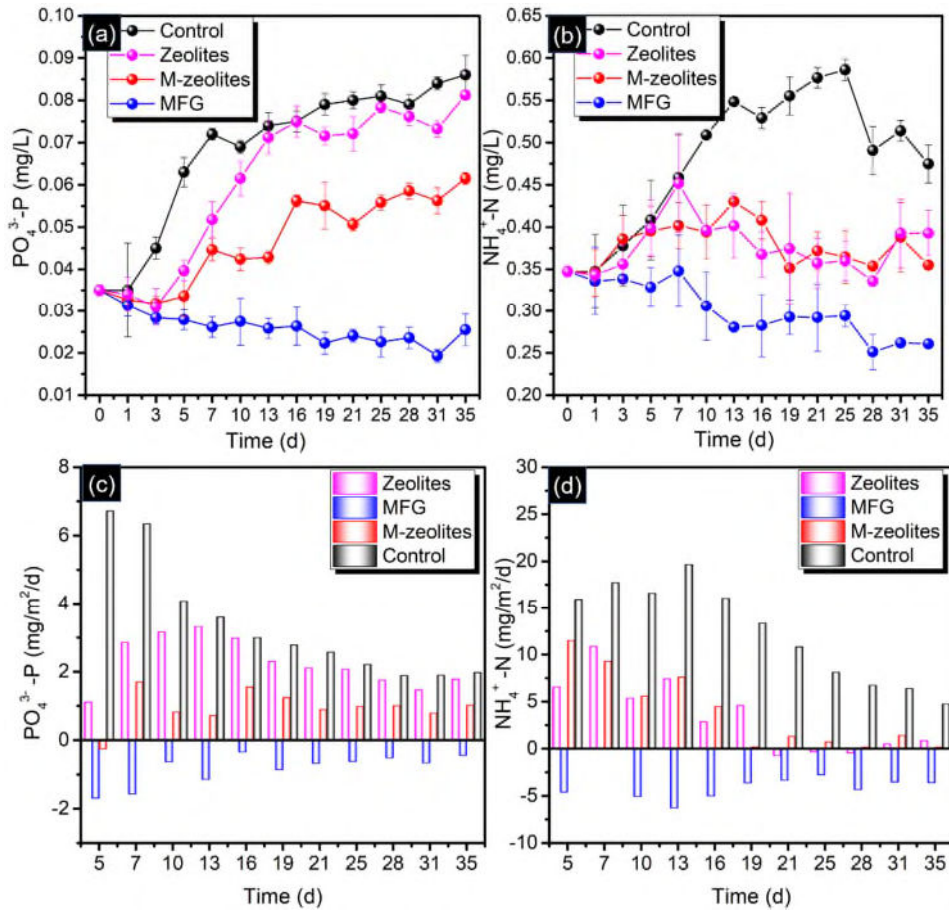 (a)
Control
Zeolites
M-zeolites
MFG
PO₄³⁻-P (mg/L)
0.10
0.09
0.08
0.07
0.06
0.05
0.04
0.03
0.02
0.01
0 1 3 5 7 10 13 16 19 21 25 28 31 35
Time (d)
(b)
Control
Zeolites
M-zeolites
MFG
NH₄⁺-N (mg/L)
0.65
0.60
0.55
0.50
0.45
0.40
0.35
0.30
0.25
0.20
0 1 3 5 7 10 13 16 19 21 25 28 31 35
Time (d)
(c)
Zeolites
MFG
M-zeolites
Control
PO₄³⁻-P (mg/m²/d)
8
6
4
2
0
-2
5 7 10 13 16 19 21 25 28 31 35
Time (d)
(d)
Zeolites
MFG
M-zeolites
Control
NH₄⁺-N (mg/m²/d)
30
25
20
15
10
5
0
-5
-10
5 7 10 13 16 19 21 25 28 31 35
Time (d)